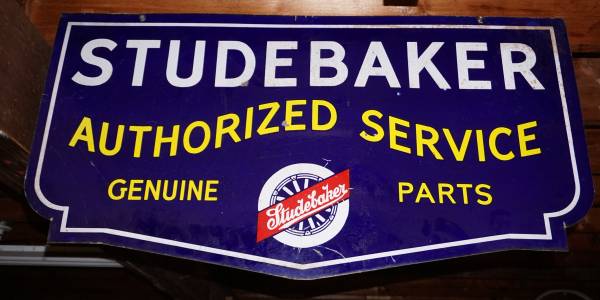 STUDEBAKER
AUTHORIZED SERVICE
GENUINE PARTS
Studebaker